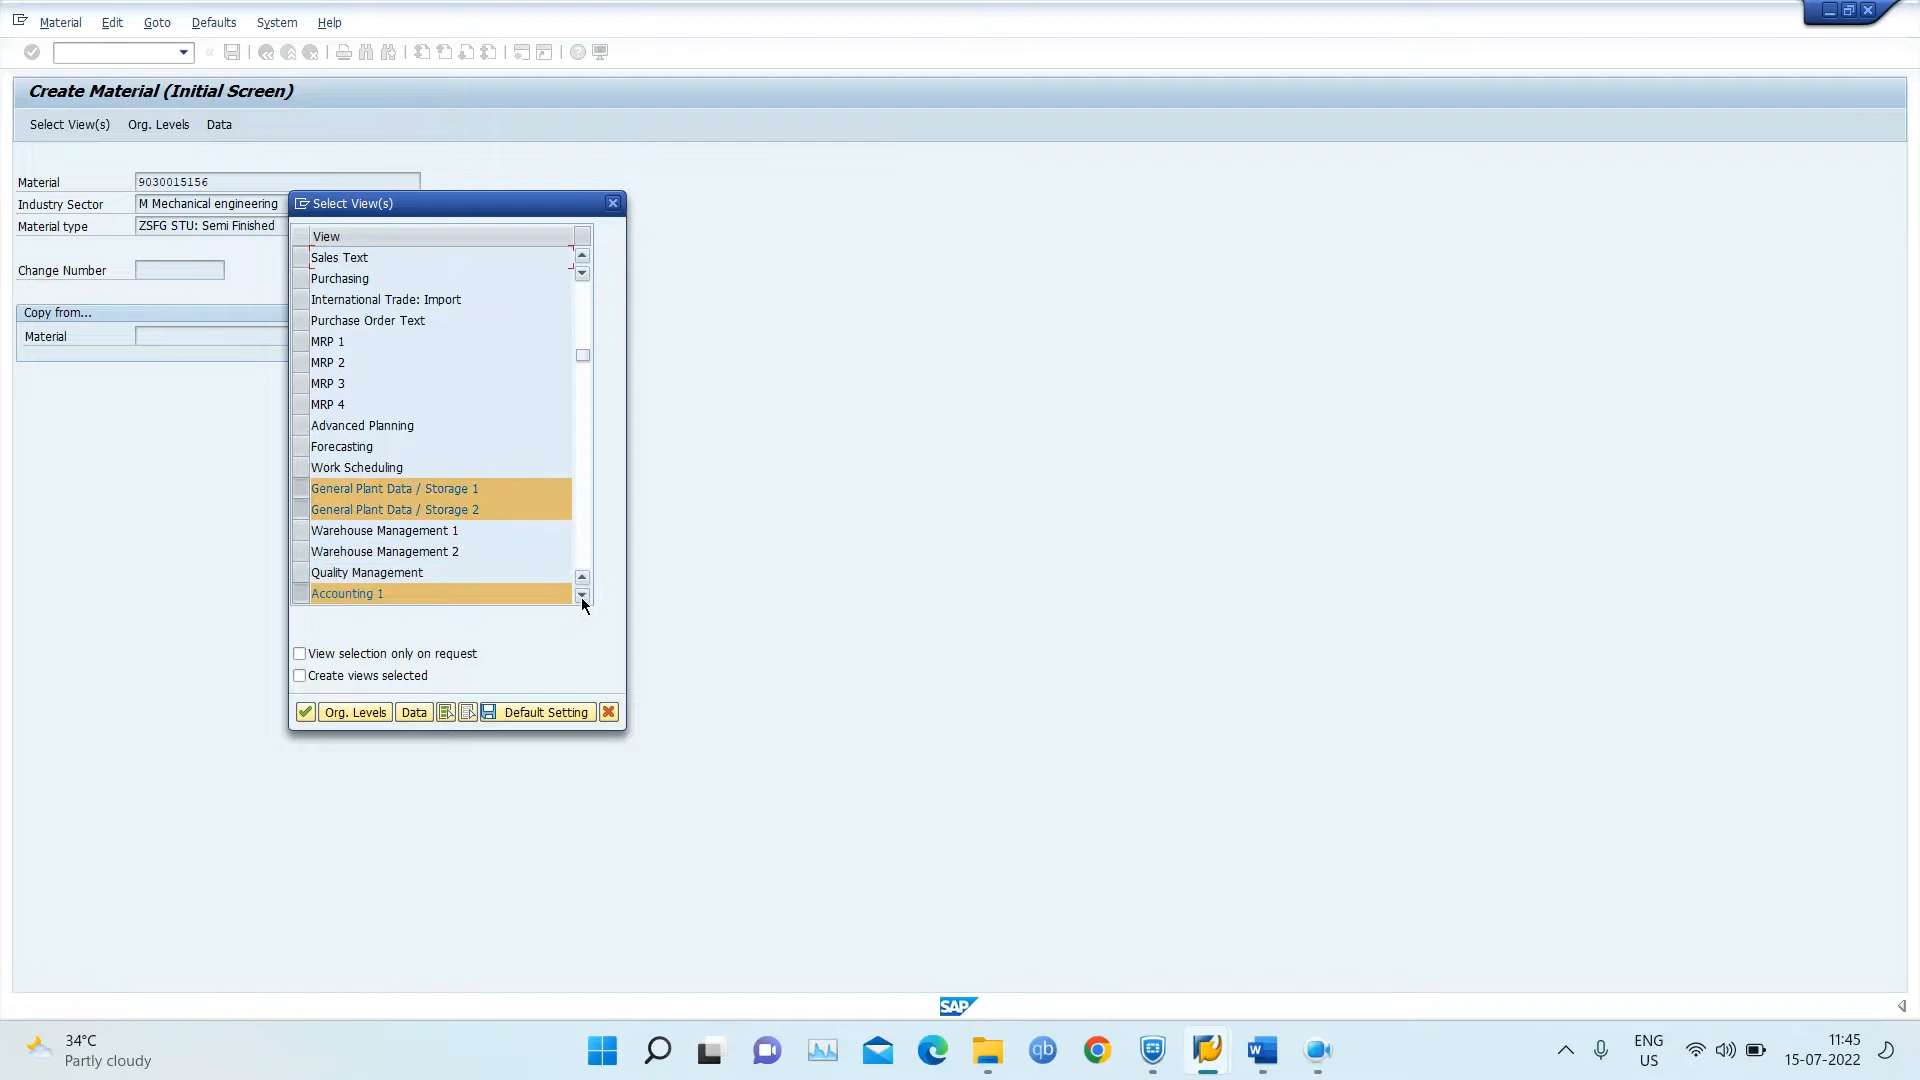 Material Edit Goto Defaults System Help
Create Material (Initial Screen)
Select View(s) Org. Levels Data
Material 9030015156
Industry Sector M Mechanical engineering
Material type ZSFG STU: Semi Finished
Change Number
Copy from...
Material
Select View(s)
View
Sales Text
Purchasing
International Trade: Import
Purchase Order Text
MRP 1
MRP 2
MRP 3
MRP 4
Advanced Planning
Forecasting
Work Scheduling
General Plant Data / Storage 1
General Plant Data / Storage 2
Warehouse Management 1
Warehouse Management 2
Quality Management
Accounting 1
View selection only on request
Create views selected
Org. Levels Data Default Setting
SAP
34°C
Partly cloudy
qb
W
ENG
US
11:45
15-07-2022